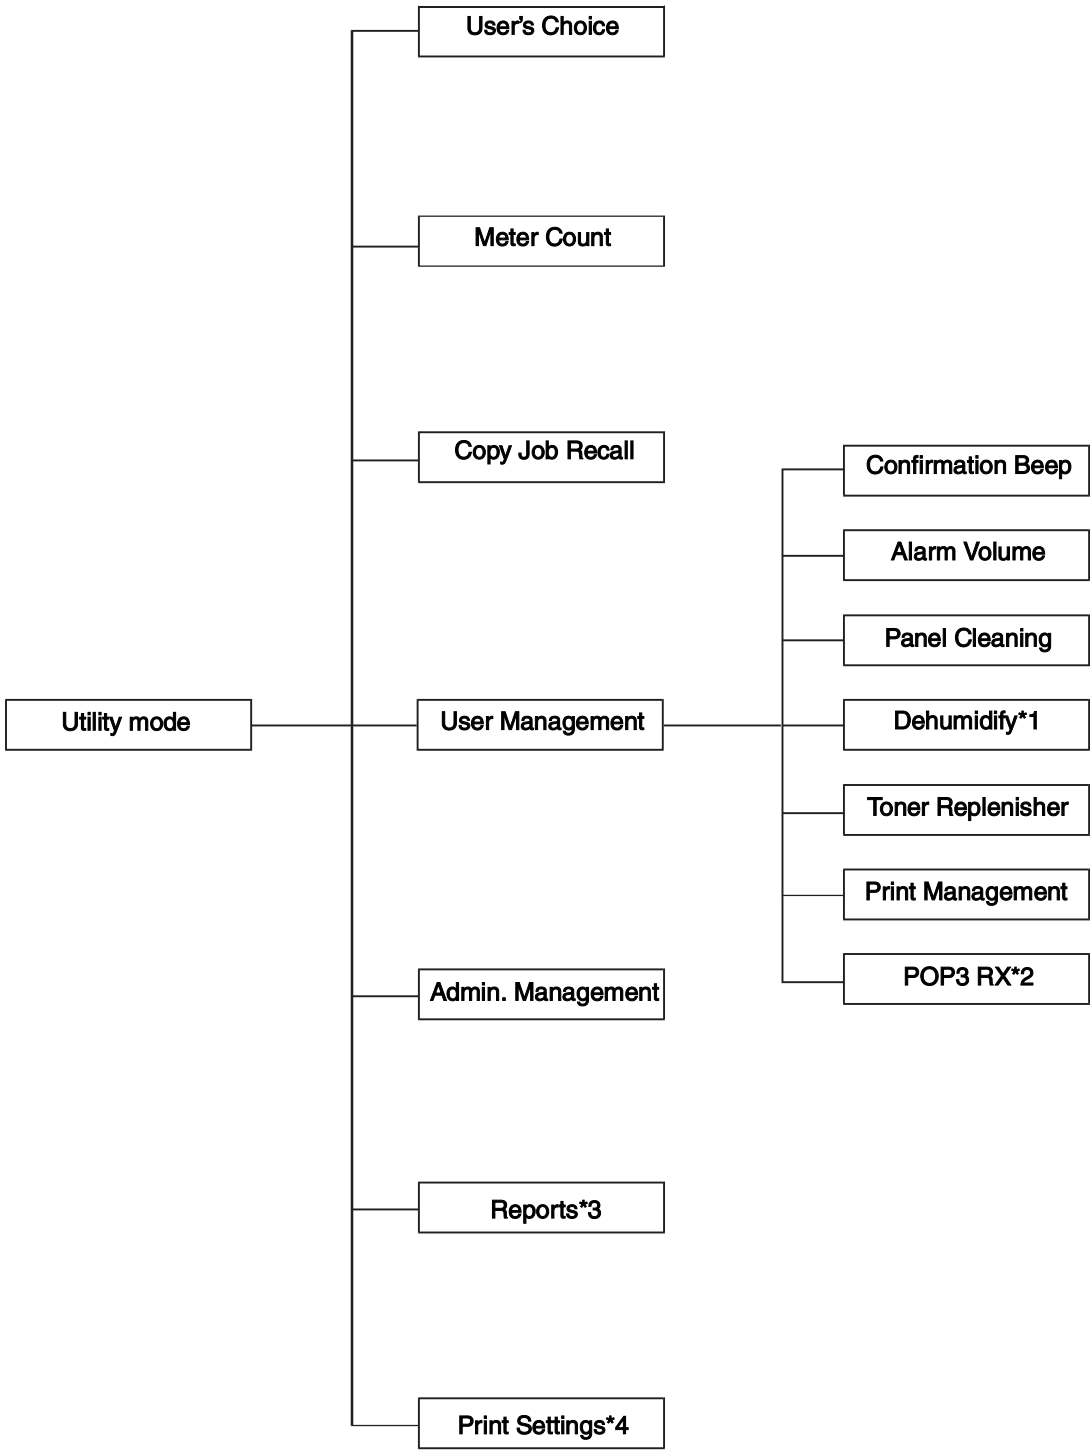 User’s Choice
Meter Count
Copy Job Recall
Confirmation Beep
Alarm Volume
Panel Cleaning
Utility mode
User Management
Dehumidify*1
Toner Replenisher
Print Management
Admin. Management
POP3 RX*2
Reports*3
Print Settings*4